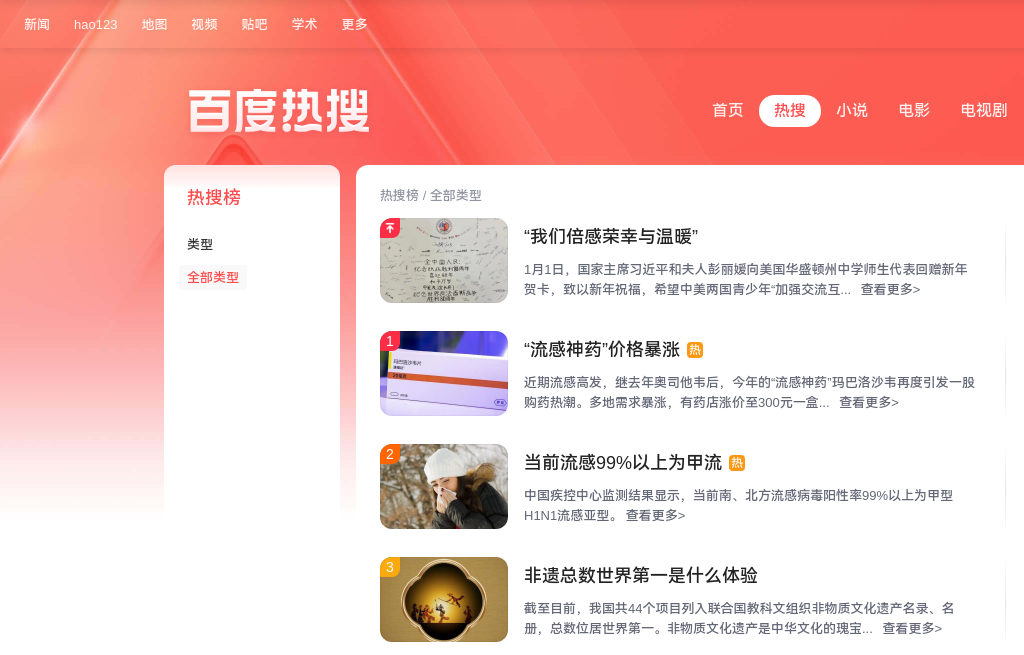 新闻 hao123 地图 视频 贴吧 学术 更多
百度热搜
首页 热搜 小说 电影 电视剧
热搜榜
类型
全部类型
热搜榜 / 全部类型
“我们倍感荣幸与温暖”
1月1日，国家主席习近平和夫人彭丽媛向美国华盛顿州中学师生代表回赠新年
贺卡，致以新年祝福，希望中美两国青少年“加强交流互... 查看更多>
1
“流感神药”价格暴涨 热
近期流感高发，继去年奥司他韦后，今年的“流感神药”玛巴洛沙韦再度引发一股
购药热潮。多地需求暴涨，有药店涨价至300元一盒... 查看更多>
2
当前流感99%以上为甲流 热
中国疾控中心监测结果显示，当前南、北方流感病毒阳性率99%以上为甲型
H1N1流感亚型。 查看更多>
3
非遗总数世界第一是什么体验
截至目前，我国共44个项目列入联合国教科文组织非物质文化遗产名录、名
册，总数位居世界第一。非物质文化遗产是中华文化的瑰宝... 查看更多>